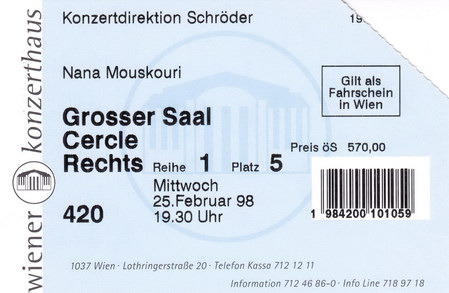 Konzertdirektion Schröder
Nana Mouskouri
Gilt als
Fahrschein
in Wien
Grosser Saal
Cercle
Rechts Reihe 1 Platz 5
Preis öS 570,00
Mittwoch
25.Februar 98
19.30 Uhr
420
1 984200 101059
wiener konzerthaus
1037 Wien · Lothringerstraße 20 · Telefon Kassa 712 12 11
Information 712 46 86-0 · Info Line 718 97 18